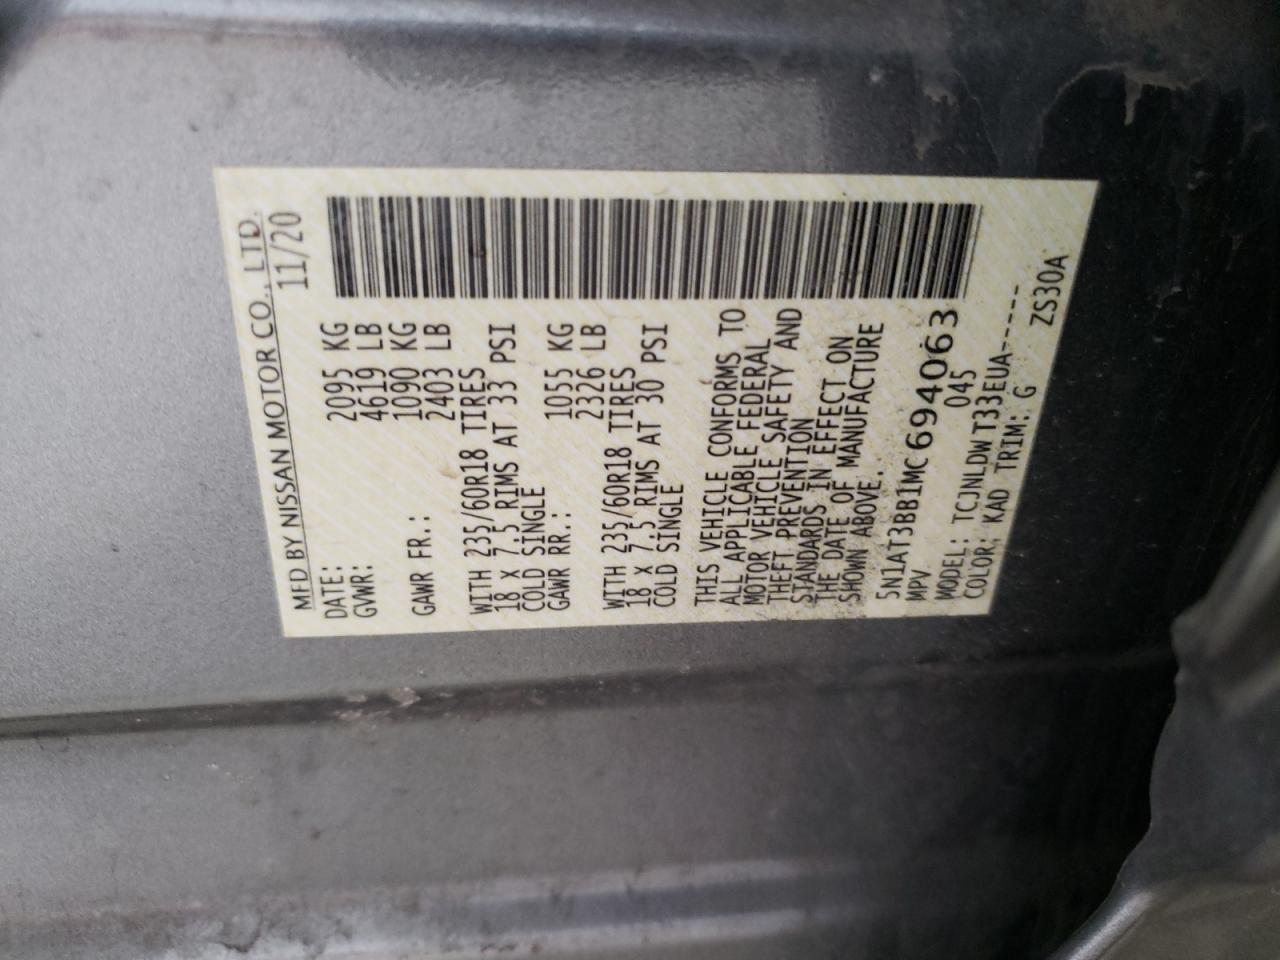 MFD BY NISSAN MOTOR CO., LTD.
DATE: 11/20
GVWR: 2095 KG
4619 LB
GAWR FR.: 1090 KG
2403 LB
WITH 235/60R18 TIRES
18 X 7.5 RIMS AT 33 PSI
COLD SINGLE
GAWR RR.: 1055 KG
2326 LB
WITH 235/60R18 TIRES
18 X 7.5 RIMS AT 30 PSI
COLD SINGLE
THIS VEHICLE CONFORMS TO
ALL APPLICABLE FEDERAL
MOTOR VEHICLE SAFETY AND
THEFT PREVENTION
STANDARDS IN EFFECT ON
THE DATE OF MANUFACTURE
SHOWN ABOVE.
5N1AT3BB1MC694063
MPV 045
MODEL: TCJNLDWT33EUA-----
COLOR: KAD TRIM: G ZS30A